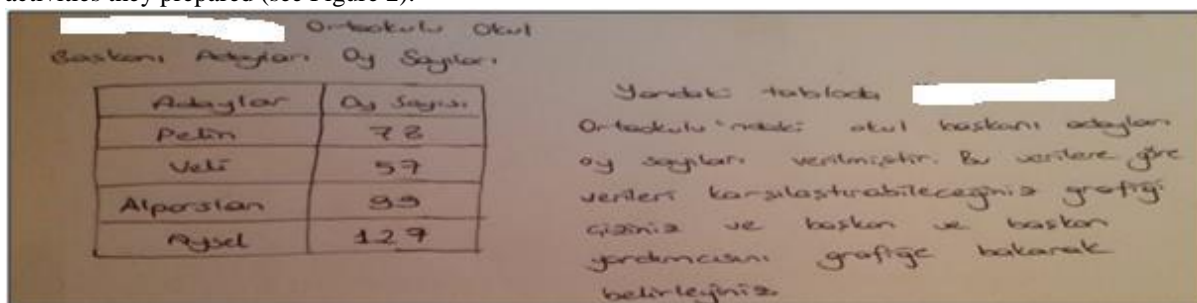 activities they prepared (see Figure 2).
Ortaokulu Okul
Başkanı Adayları Oy Sayıları
Adaylar Oy Sayısı
Pelin 78
Veli 57
Alparslan 99
Aysel 129
Yandaki tabloda
Ortaokulu'ndaki okul başkanı adayları
oy sayıları verilmiştir. Bu verilere göre
verileri karşılaştırabileceğiniz grafiği
çiziniz ve başkan ve başkan
yardımcısını grafiğe bakarak
belirleyiniz.